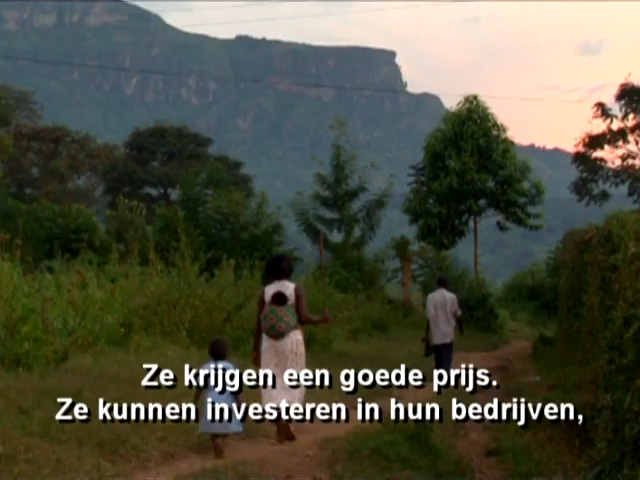 Ze krijgen een goede prijs.
Ze kunnen investeren in hun bedrijven,